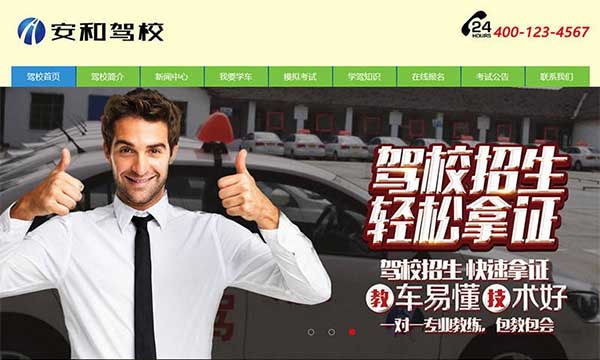 安和驾校
24
HOURS
400-123-4567
驾校首页 驾校简介 新闻中心 我要学车 模拟考试 学驾知识 在线报名 考试公告 联系我们
驾校招生
轻松拿证
驾校招生 快速拿证
教车易懂 技术好
一对一专业教练，包教包会
驾